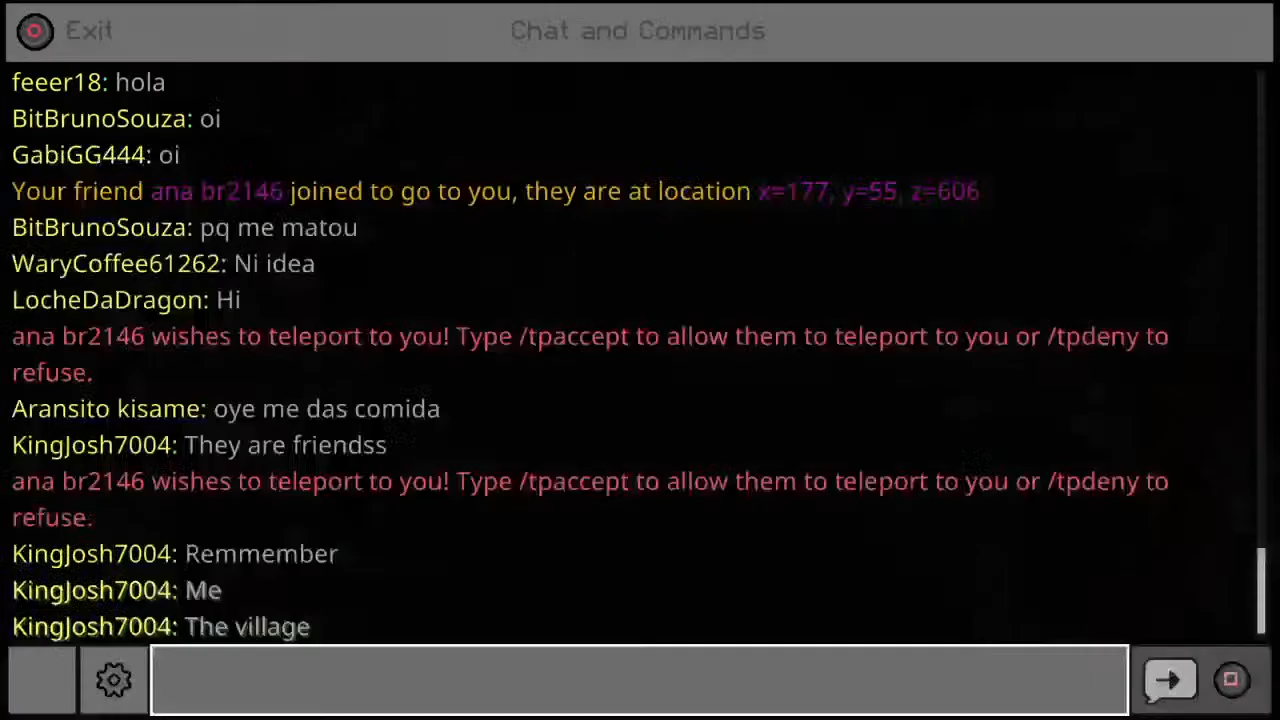 Exit
Chat and Commands
feeer18: hola
BitBrunoSouza: oi
GabiGG444: oi
Your friend ana br2146 joined to go to you, they are at location x=177, y=55, z=606
BitBrunoSouza: pq me matou
WaryCoffee61262: Ni idea
LocheDaDragon: Hi
ana br2146 wishes to teleport to you! Type /tpaccept to allow them to teleport to you or /tpdeny to
refuse.
Aransito kisame: oye me das comida
KingJosh7004: They are friendss
ana br2146 wishes to teleport to you! Type /tpaccept to allow them to teleport to you or /tpdeny to
refuse.
KingJosh7004: Remmember
KingJosh7004: Me
KingJosh7004: The village